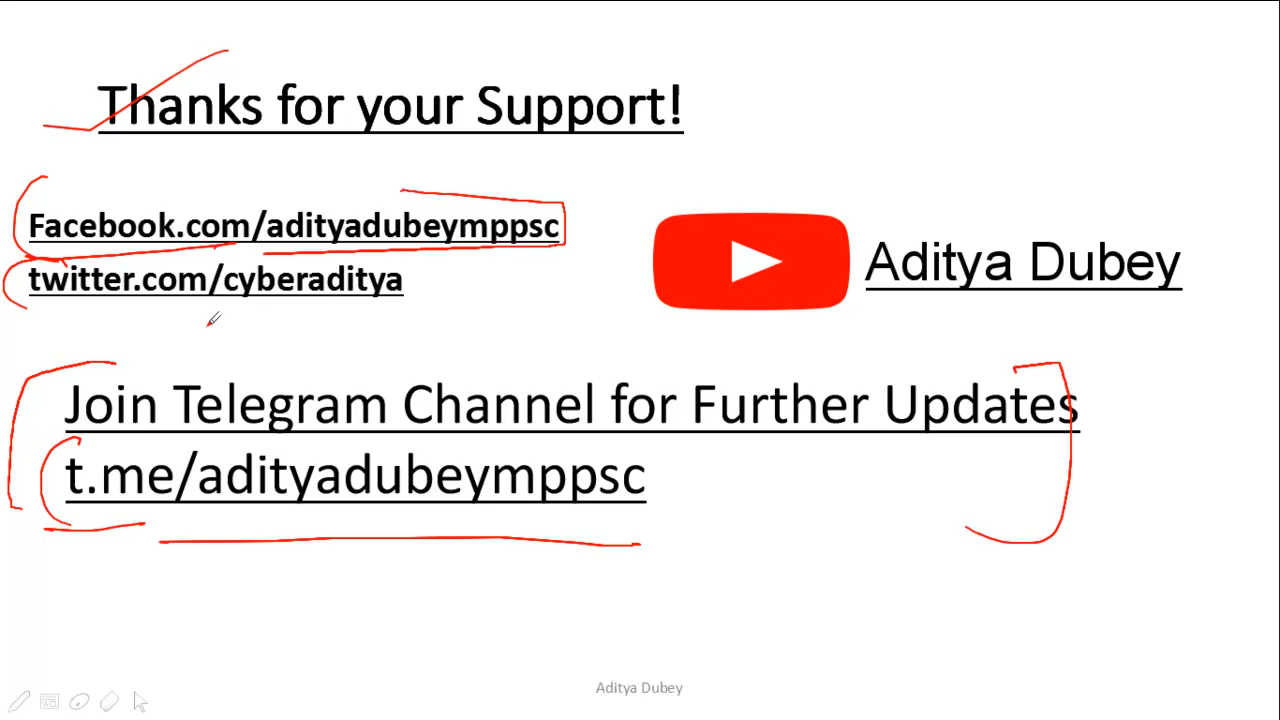 Thanks for your Support!
Facebook.com/adityadubeymppsc
twitter.com/cyberaditya
Aditya Dubey
Join Telegram Channel for Further Updates
t.me/adityadubeymppsc
Aditya Dubey